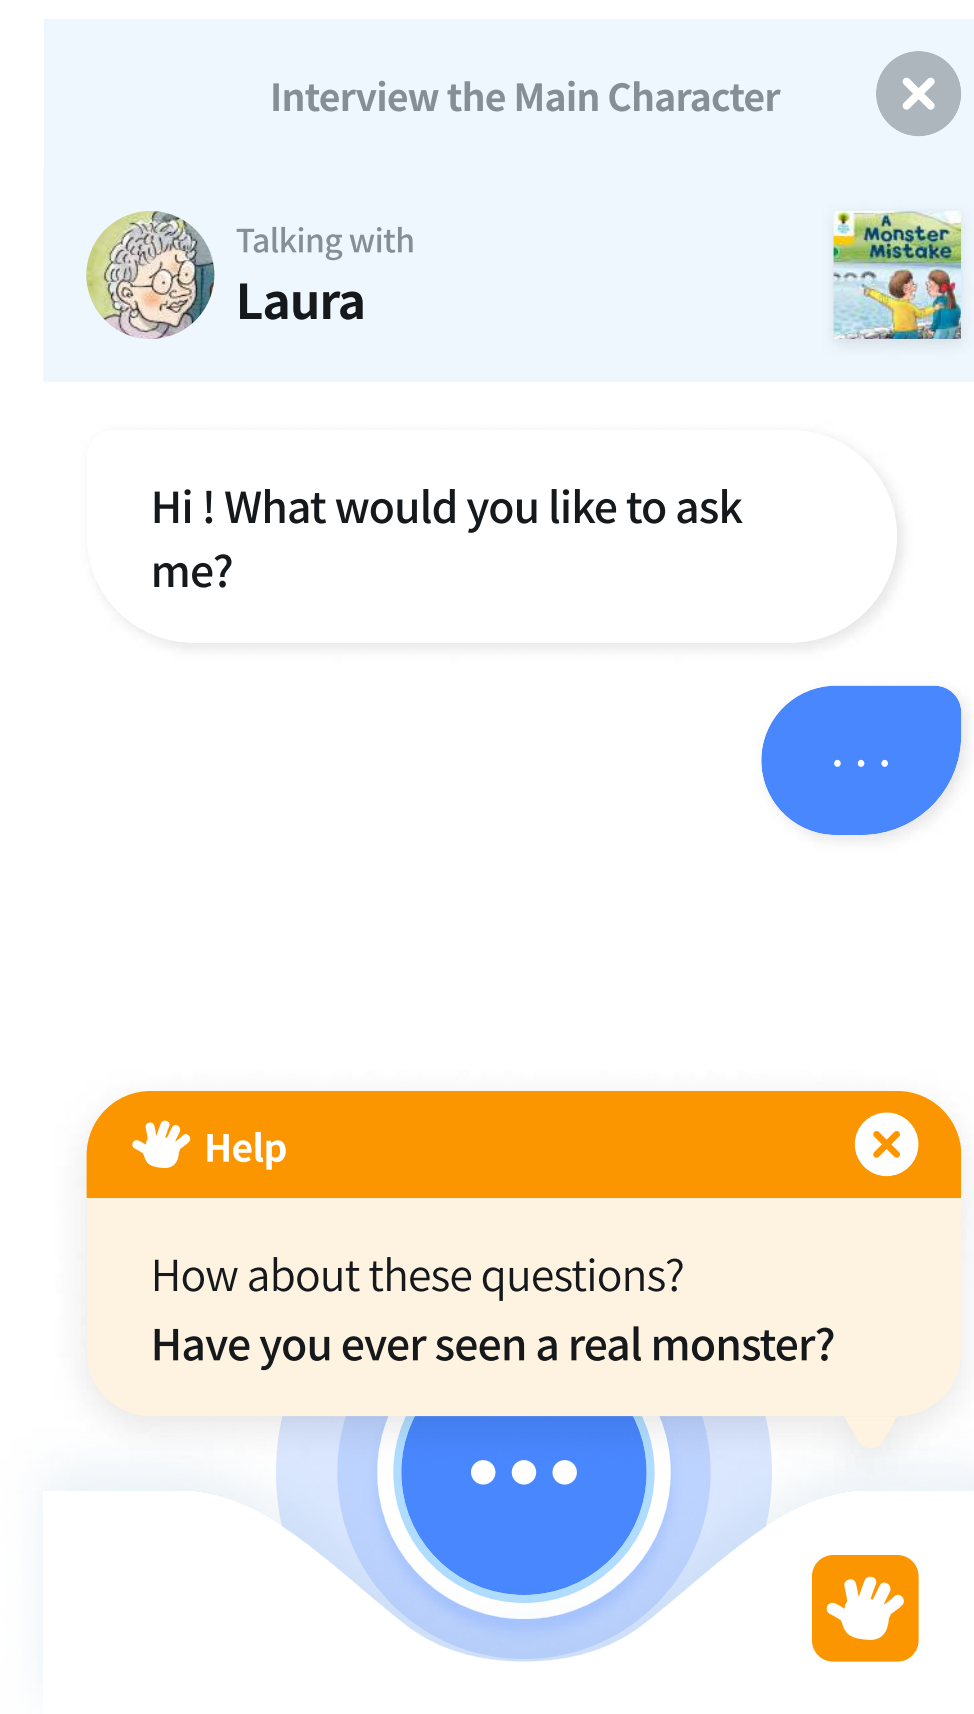 Interview the Main Character
Talking with
Laura
A
Monster
Mistake
Hi ! What would you like to ask
me?
Help
How about these questions?
Have you ever seen a real monster?